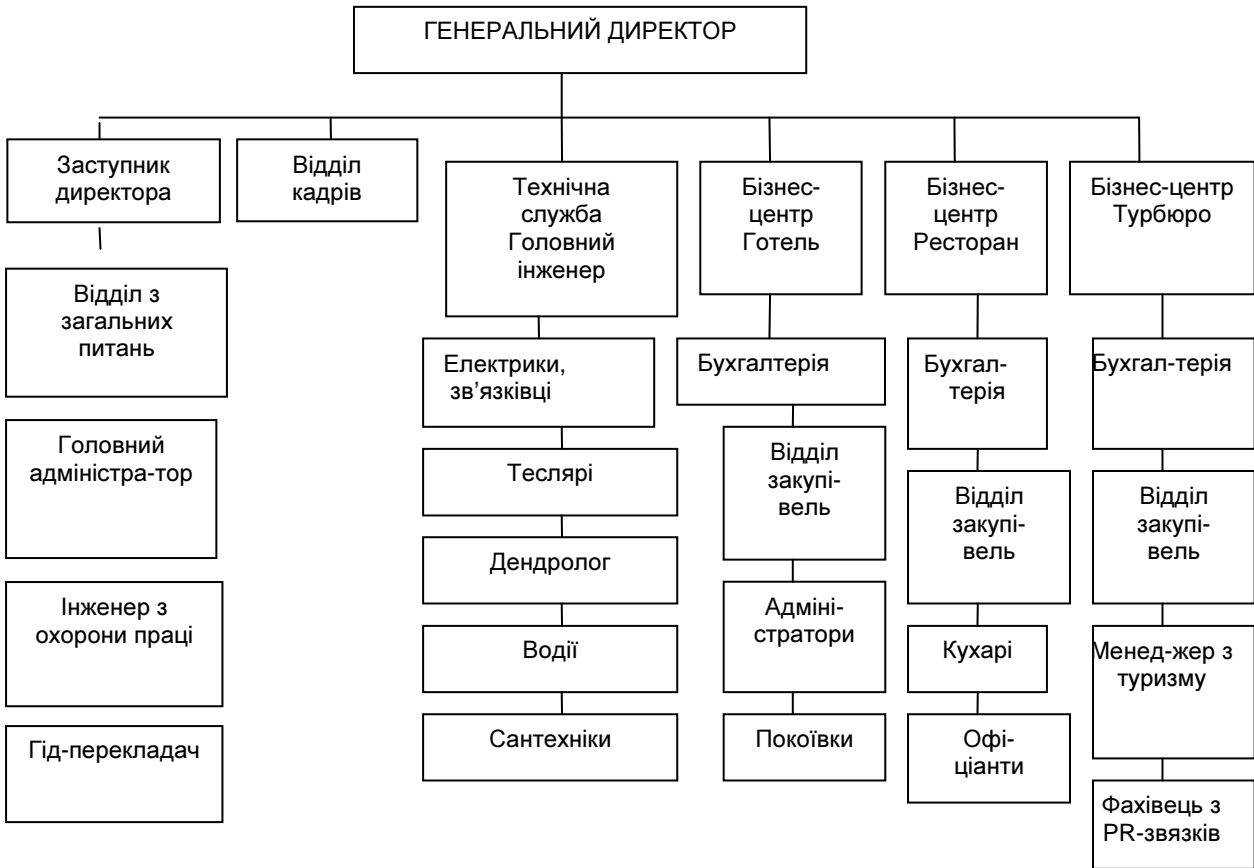 ГЕНЕРАЛЬНИЙ ДИРЕКТОР
Заступник
директора
Відділ
кадрів
Технічна
служба
Головний
інженер
Бізнес-
центр
Готель
Бізнес-
центр
Ресторан
Бізнес-центр
Турбюро
Відділ з
загальних
питань
Головний
адміністра-тор
Інженер з
охорони праці
Гід-перекладач
Електрики,
зв’язківці
Теслярі
Дендролог
Водії
Сантехніки
Бухгалтерія
Відділ
закупі-
вель
Адміні-
стратори
Покоївки
Бухгал-
терія
Відділ
закупі-
вель
Кухарі
Офі-
ціанти
Бухгал-терія
Відділ
закупі-
вель
Менед-жер з
туризму
Фахівець з
PR-звязків